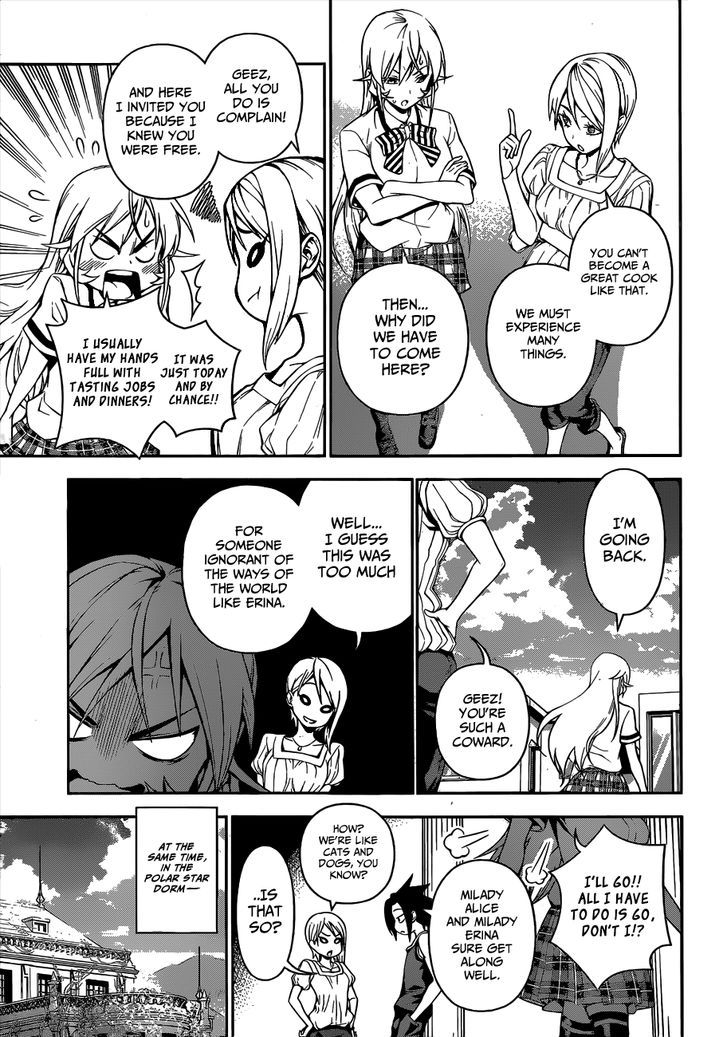 YOU CAN'T
BECOME A
GREAT COOK
LIKE THAT.
WE MUST
EXPERIENCE
MANY
THINGS.
THEN...
WHY DID
WE HAVE
TO COME
HERE?
GEEZ,
ALL YOU
DO IS
COMPLAIN!
AND HERE
I INVITED YOU
BECAUSE I
KNEW YOU
WERE FREE.
IT WAS
JUST TODAY
AND BY
CHANCE!!
I USUALLY
HAVE MY HANDS
FULL WITH
TASTING JOBS
AND DINNERS!
I'M
GOING
BACK.
GEEZ!
YOU'RE
SUCH A
COWARD.
WELL...
I GUESS
THIS WAS
TOO MUCH
FOR
SOMEONE
IGNORANT
OF THE
WAYS OF
THE WORLD
LIKE ERINA.
I'LL GO!!
ALL I HAVE
TO DO IS GO,
DON'T I!?
MILADY
ALICE
AND MILADY
ERINA
SURE GET
ALONG
WELL.
HOW?
WE'RE LIKE
CATS AND
DOGS, YOU
KNOW?
..IS
THAT
SO?
AT THE
SAME TIME,
IN THE
POLAR STAR
DORM—